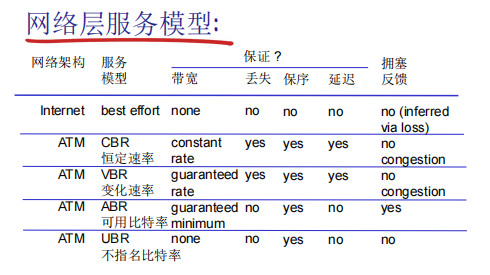 网络层服务模型:
网络架构 服务模型 保证 ? 拥塞反馈
带宽 丢失 保序 延迟
Internet best effort none no no no no (inferred via loss)
ATM CBR 恒定速率 constant rate yes yes yes no congestion
ATM VBR 变化速率 guaranteed rate yes yes yes no congestion
ATM ABR 可用比特率 guaranteed minimum no yes no yes
ATM UBR 不指名比特率 none no yes no no